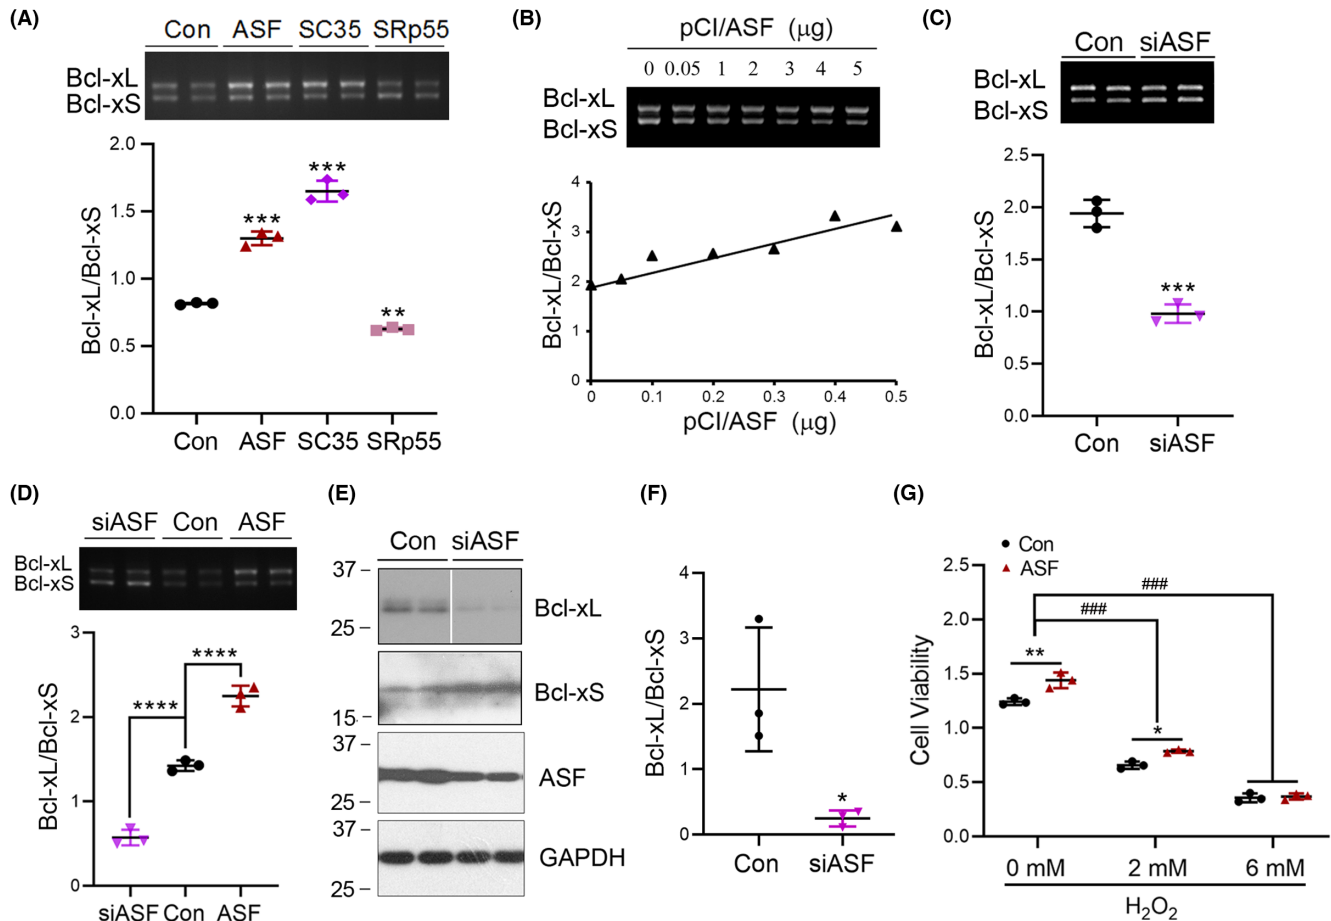 (A)
Con ASF SC35 SRp55
Bcl-xL
Bcl-xS
2.0
1.5
1.0
0.5
0.0
Bcl-xL/Bcl-xS
***
***
**
Con ASF SC35 SRp55
(B)
pCI/ASF (μg)
0 0.05 1 2 3 4 5
Bcl-xL
Bcl-xS
4
3
2
1
0
Bcl-xL/Bcl-xS
0 0.1 0.2 0.3 0.4 0.5
pCI/ASF (μg)
(C)
Con siASF
Bcl-xL
Bcl-xS
2.5
2.0
1.5
1.0
0.5
0.0
Bcl-xL/Bcl-xS
***
Con siASF
(D)
siASF Con ASF
Bcl-xL
Bcl-xS
3
2
1
0
Bcl-xL/Bcl-xS
****
****
siASF Con ASF
(E)
Con siASF
37
25
Bcl-xL
15
Bcl-xS
37
25
ASF
37
25
GAPDH
(F)
4
3
2
1
0
Bcl-xL/Bcl-xS
*
Con siASF
(G)
Con
ASF
2.5
2.0
1.5
1.0
0.5
0.0
Cell Viability
###
###
**
*
0 mM 2 mM 6 mM
H₂O₂